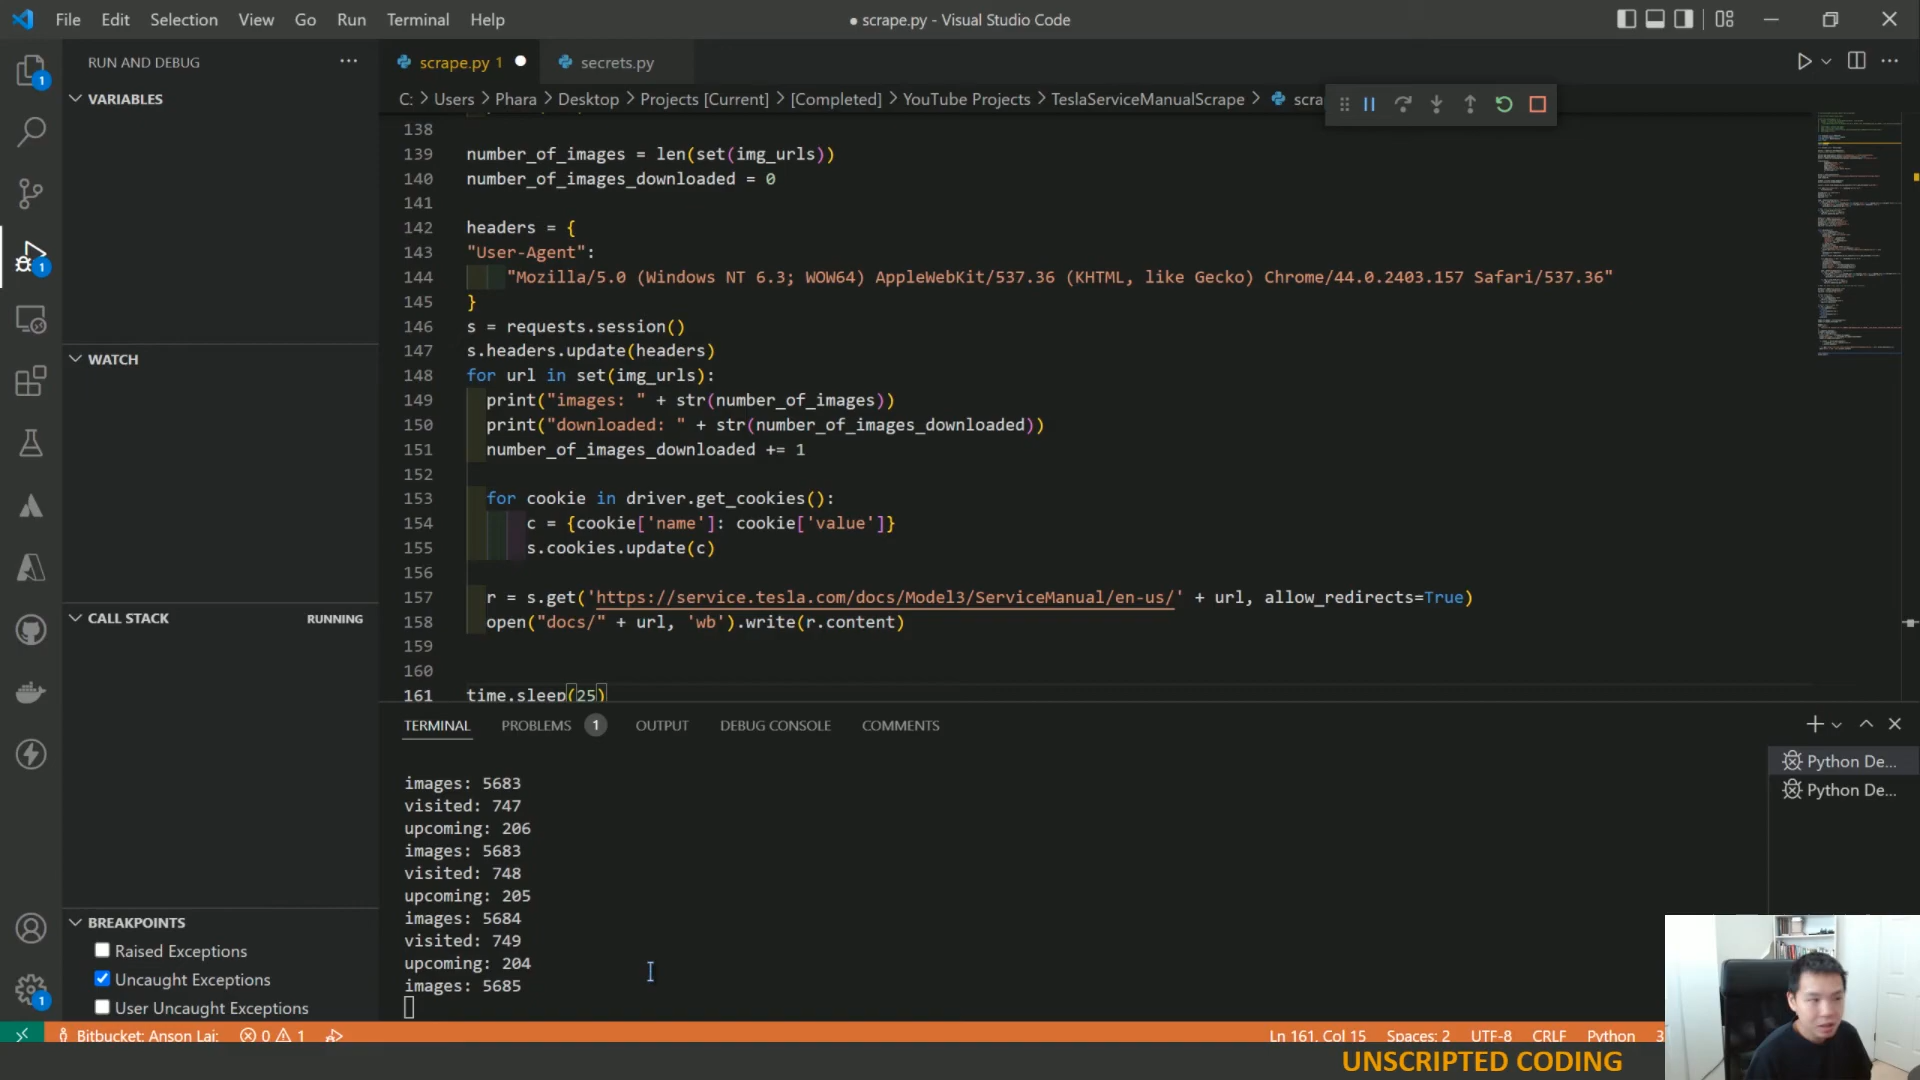 File Edit Selection View Go Run Terminal Help
● scrape.py - Visual Studio Code
RUN AND DEBUG
VARIABLES
WATCH
CALL STACK RUNNING
BREAKPOINTS
Raised Exceptions
Uncaught Exceptions
User Uncaught Exceptions
scrape.py 1 ● secrets.py
C: > Users > Phara > Desktop > Projects [Current] > [Completed] > YouTube Projects > TeslaServiceManualScrape > scra
138
139 number_of_images = len(set(img_urls))
140 number_of_images_downloaded = 0
141
142 headers = {
143 "User-Agent":
144 "Mozilla/5.0 (Windows NT 6.3; WOW64) AppleWebKit/537.36 (KHTML, like Gecko) Chrome/44.0.2403.157 Safari/537.36"
145 }
146 s = requests.session()
147 s.headers.update(headers)
148 for url in set(img_urls):
149 print("images: " + str(number_of_images))
150 print("downloaded: " + str(number_of_images_downloaded))
151 number_of_images_downloaded += 1
152
153 for cookie in driver.get_cookies():
154 c = {cookie['name']: cookie['value']}
155 s.cookies.update(c)
156
157 r = s.get('https://service.tesla.com/docs/Model3/ServiceManual/en-us/' + url, allow_redirects=True)
158 open("docs/" + url, 'wb').write(r.content)
159
160
161 time.sleep(25)
TERMINAL PROBLEMS 1 OUTPUT DEBUG CONSOLE COMMENTS
images: 5683
visited: 747
upcoming: 206
images: 5683
visited: 748
upcoming: 205
images: 5684
visited: 749
upcoming: 204
images: 5685
Python De...
Python De...
1
1
1
Bitbucket: Anson Lai: 0 1
Ln 161, Col 15 Spaces: 2 UTF-8 CRLF Python 3
UNSCRIPTED CODING